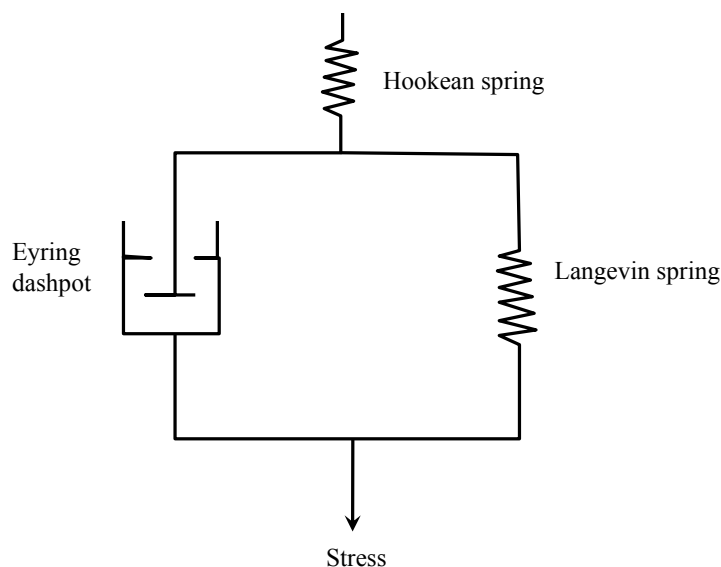 Hookean spring
Eyring
dashpot
Langevin spring
Stress